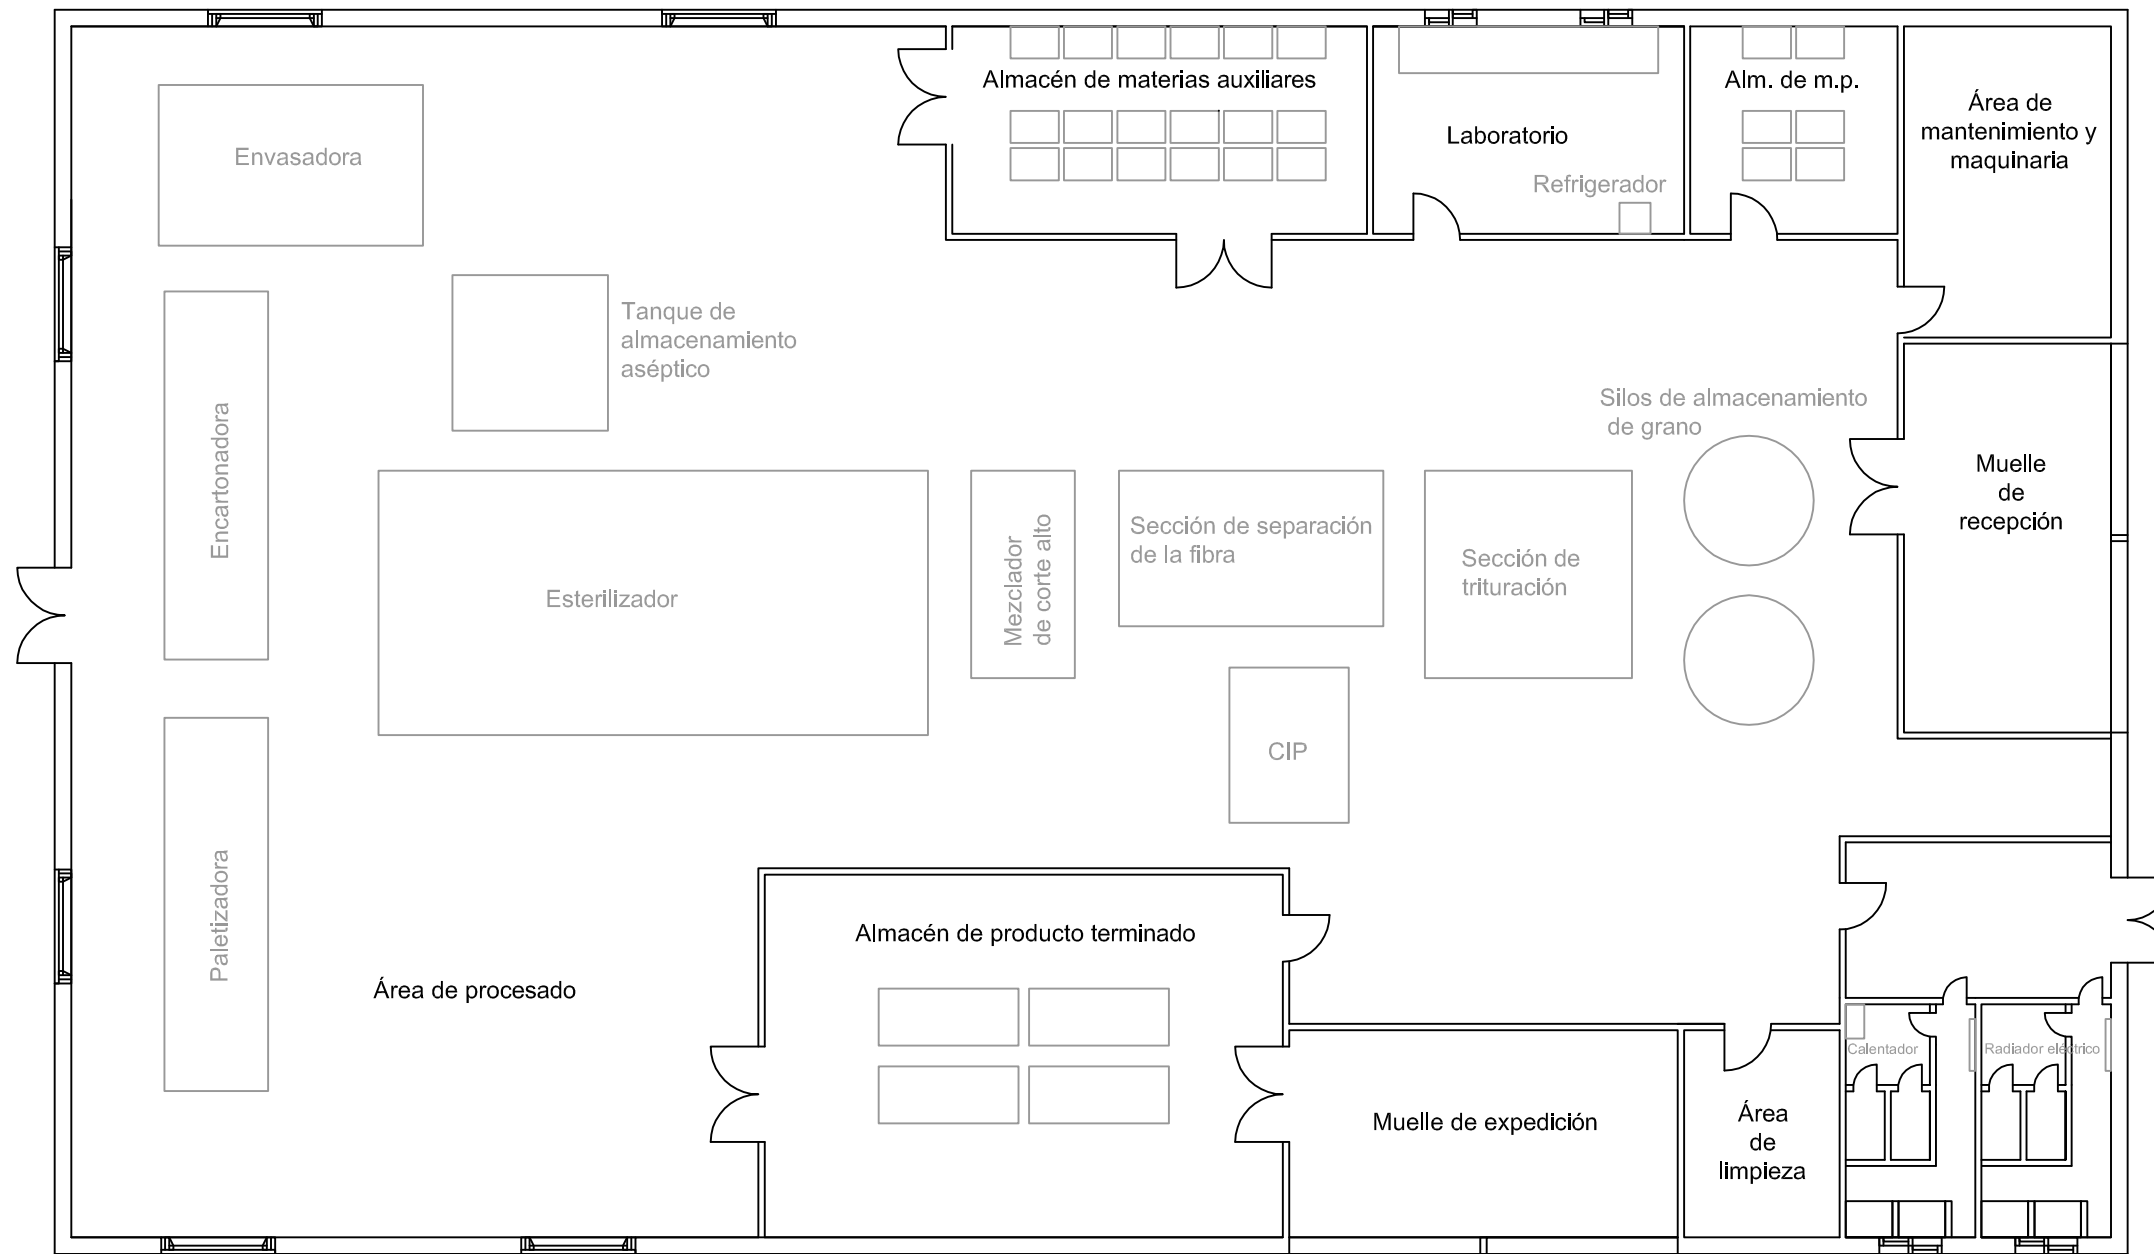 Almacén de materias auxiliares
Alm. de m.p.
Área de
mantenimiento y
maquinaria
Laboratorio
Refrigerador
Envasadora
Tanque de
almacenamiento
aséptico
Silos de almacenamiento
de grano
Muelle
de
recepción
Encartonadora
Esterilizador
Mezclador
de corte alto
Sección de separación
de la fibra
Sección de
trituración
CIP
Paletizadora
Área de procesado
Almacén de producto terminado
Muelle de expedición
Área
de
limpieza
Calentador
Radiador eléctrico